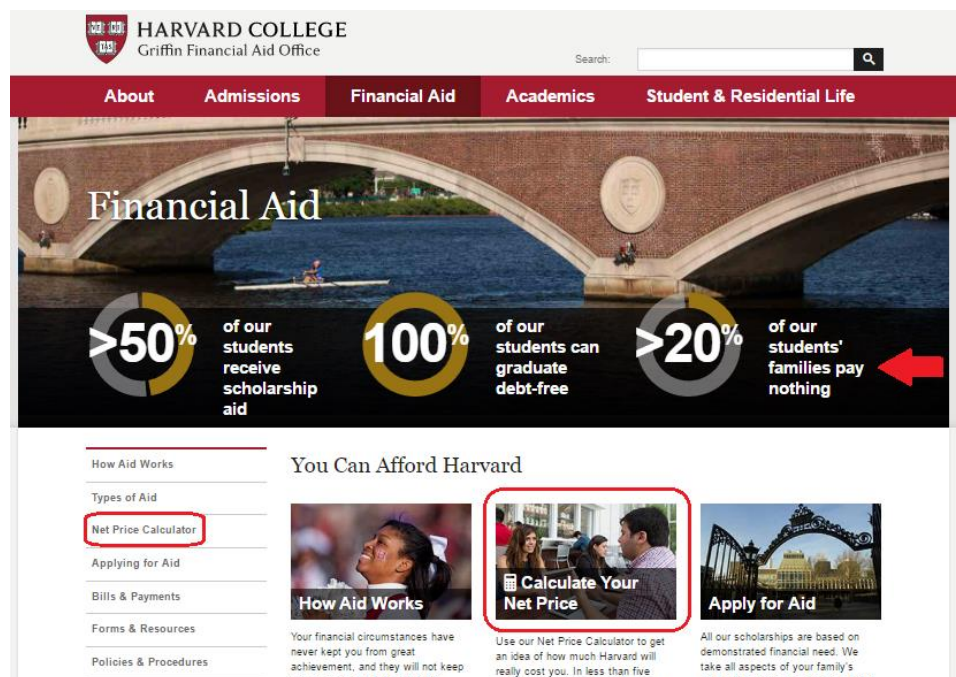 HARVARD COLLEGE
Griffin Financial Aid Office
Search:
About Admissions Financial Aid Academics Student & Residential Life
Financial Aid
>50%
of our
students
receive
scholarship
aid
100%
of our
students can
graduate
debt-free
>20%
of our
students'
families pay
nothing
How Aid Works
Types of Aid
Net Price Calculator
Applying for Aid
Bills & Payments
Forms & Resources
Policies & Procedures
You Can Afford Harvard
How Aid Works
Your financial circumstances have
never kept you from great
achievement, and they will not keep
Calculate Your
Net Price
Use our Net Price Calculator to get
an idea of how much Harvard will
really cost you. In less than five
Apply for Aid
All our scholarships are based on
demonstrated financial need. We
take all aspects of your family's